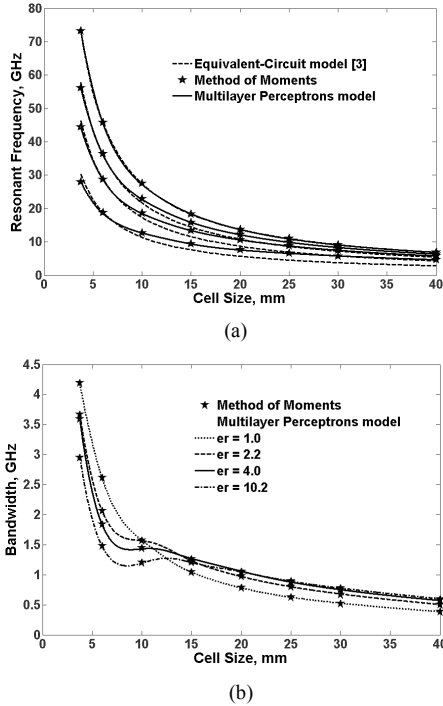 80
70
60
50
40
30
20
10
0
Resonant Frequency, GHz
Equivalent-Circuit model [3]
Method of Moments
Multilayer Perceptrons model
0 5 10 15 20 25 30 35 40
Cell Size, mm
(a)
4.5
4
3.5
3
2.5
2
1.5
1
0.5
0
Bandwidth, GHz
Method of Moments
Multilayer Perceptrons model
er = 1.0
er = 2.2
er = 4.0
er = 10.2
0 5 10 15 20 25 30 35 40
Cell Size, mm
(b)